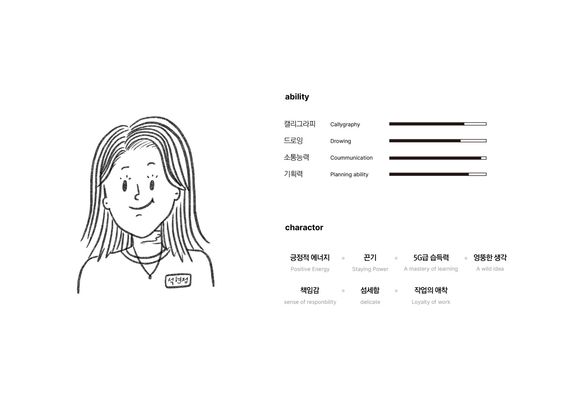 ability
캘리그라피 Callygraphy
드로잉 Drowing
소통능력 Coummunication
기획력 Planning ability
charactor
긍정적 에너지 끈기 5G급 습득력 엉뚱한 생각
Positive Energy Staying Power A mastery of learning A wild idea
책임감 섬세함 직업의 애착
sense of responbility delicate Loyalty of work
석현정